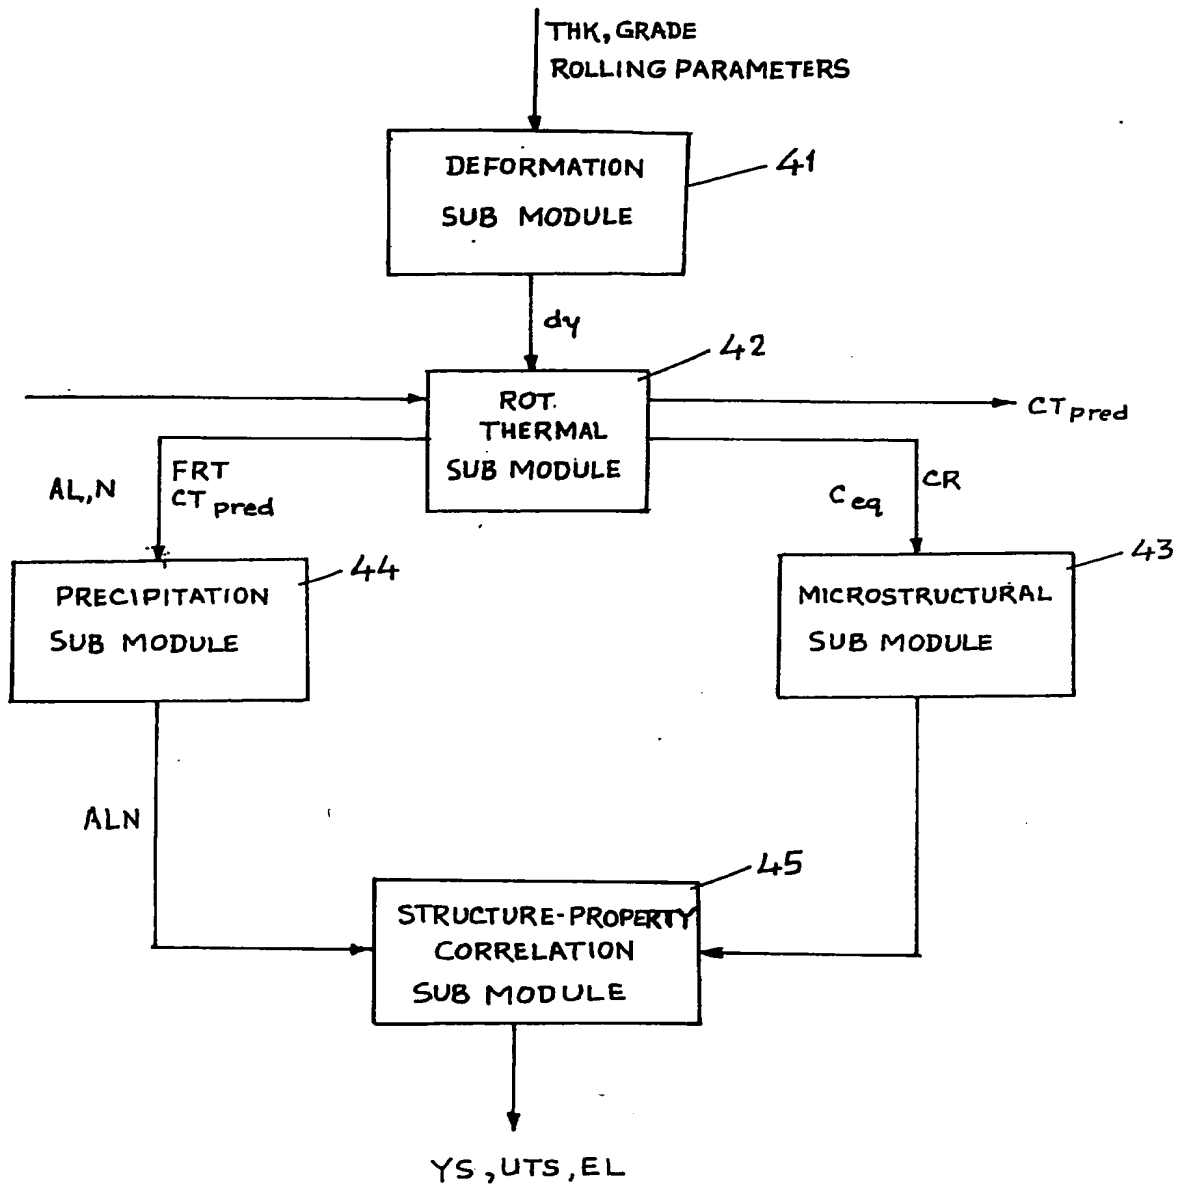 THK, GRADE
ROLLING PARAMETERS
DEFORMATION
SUB MODULE
41
dy
42
ROT.
THERMAL
SUB MODULE
CTpred
AL,N
FRT
CTpred
Ceq
CR
44
PRECIPITATION
SUB MODULE
43
MICROSTRUCTURAL
SUB MODULE
ALN
45
STRUCTURE-PROPERTY
CORRELATION
SUB MODULE
YS, UTS, EL